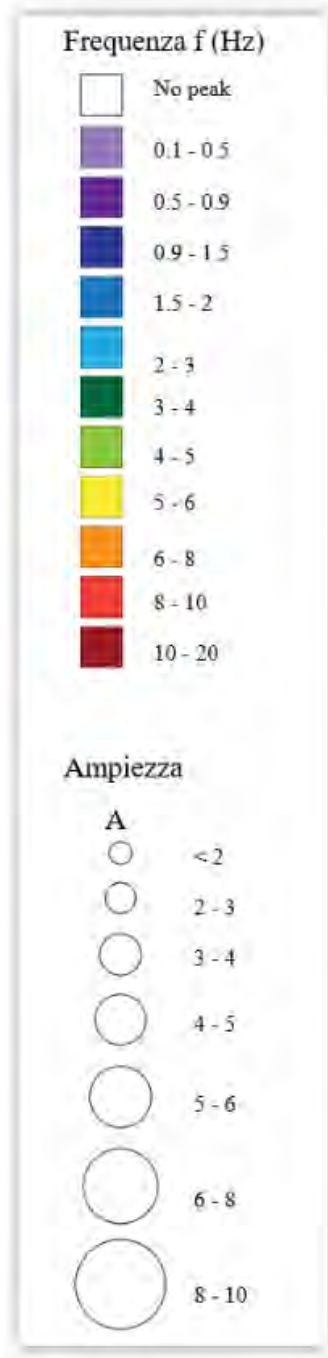 Frequenza f (Hz)
No peak
0.1 - 0.5
0.5 - 0.9
0.9 - 1.5
1.5 - 2
2 - 3
3 - 4
4 - 5
5 - 6
6 - 8
8 - 10
10 - 20
Ampiezza
A
< 2
2 - 3
3 - 4
4 - 5
5 - 6
6 - 8
8 - 10